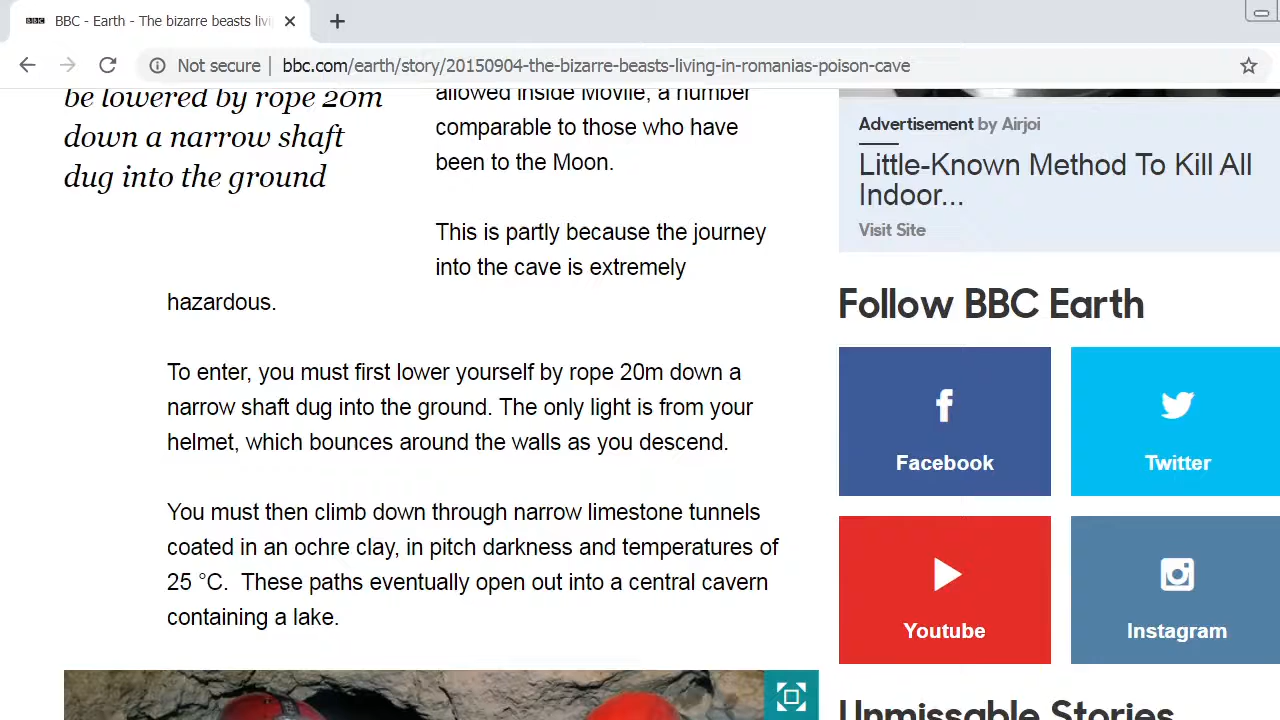 BBC - Earth - The bizarre beasts livi
Not secure | bbc.com/earth/story/20150904-the-bizarre-beasts-living-in-romanias-poison-cave
be lowered by rope 20m
down a narrow shaft
dug into the ground
allowed inside Movile, a number
comparable to those who have
been to the Moon.
This is partly because the journey
into the cave is extremely
hazardous.
To enter, you must first lower yourself by rope 20m down a
narrow shaft dug into the ground. The only light is from your
helmet, which bounces around the walls as you descend.
You must then climb down through narrow limestone tunnels
coated in an ochre clay, in pitch darkness and temperatures of
25 °C. These paths eventually open out into a central cavern
containing a lake.
Advertisement by Airjoi
Little-Known Method To Kill All
Indoor...
Visit Site
Follow BBC Earth
Facebook
Twitter
Youtube
Instagram
Unmissable Stories